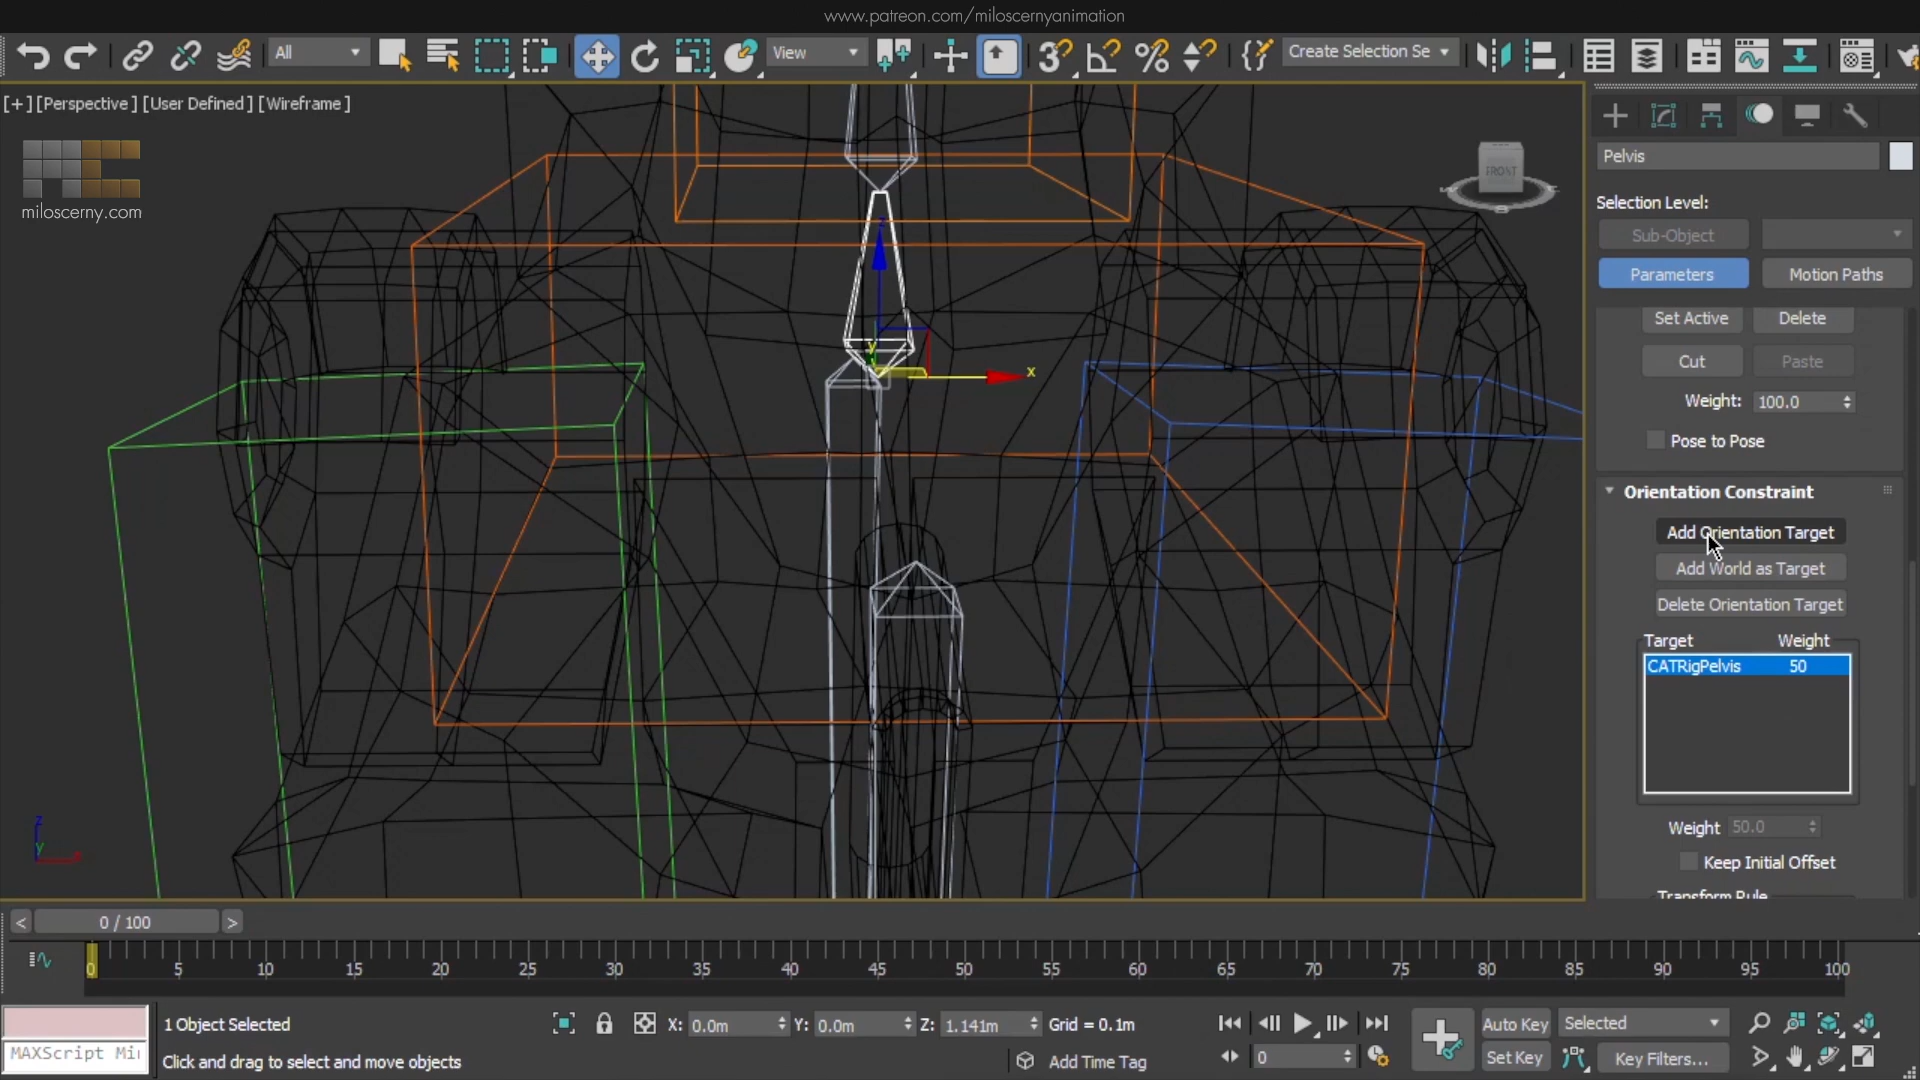 www.patreon.com/miloscernyanimation
All
View
Create Selection Se
[+] [Perspective ] [User Defined ] [Wireframe ]
miloscerny.com
FRONT
x
y
z
y
Pelvis
Selection Level:
Sub-Object
Parameters Motion Paths
Set Active Delete
Cut Paste
Weight: 100.0
Pose to Pose
Orientation Constraint
Add Orientation Target
Add World as Target
Delete Orientation Target
Target Weight
CATRigPelvis 50
Weight 50.0
Keep Initial Offset
Transform Rule
< 0 / 100 >
0 5 10 15 20 25 30 35 40 45 50 55 60 65 70 75 80 85 90 95 100
1 Object Selected
X: 0.0m Y: 0.0m Z: 1.141m Grid = 0.1m
Auto Key Selected
MAXScript Mi
Click and drag to select and move objects
Add Time Tag
0
Set Key Key Filters...